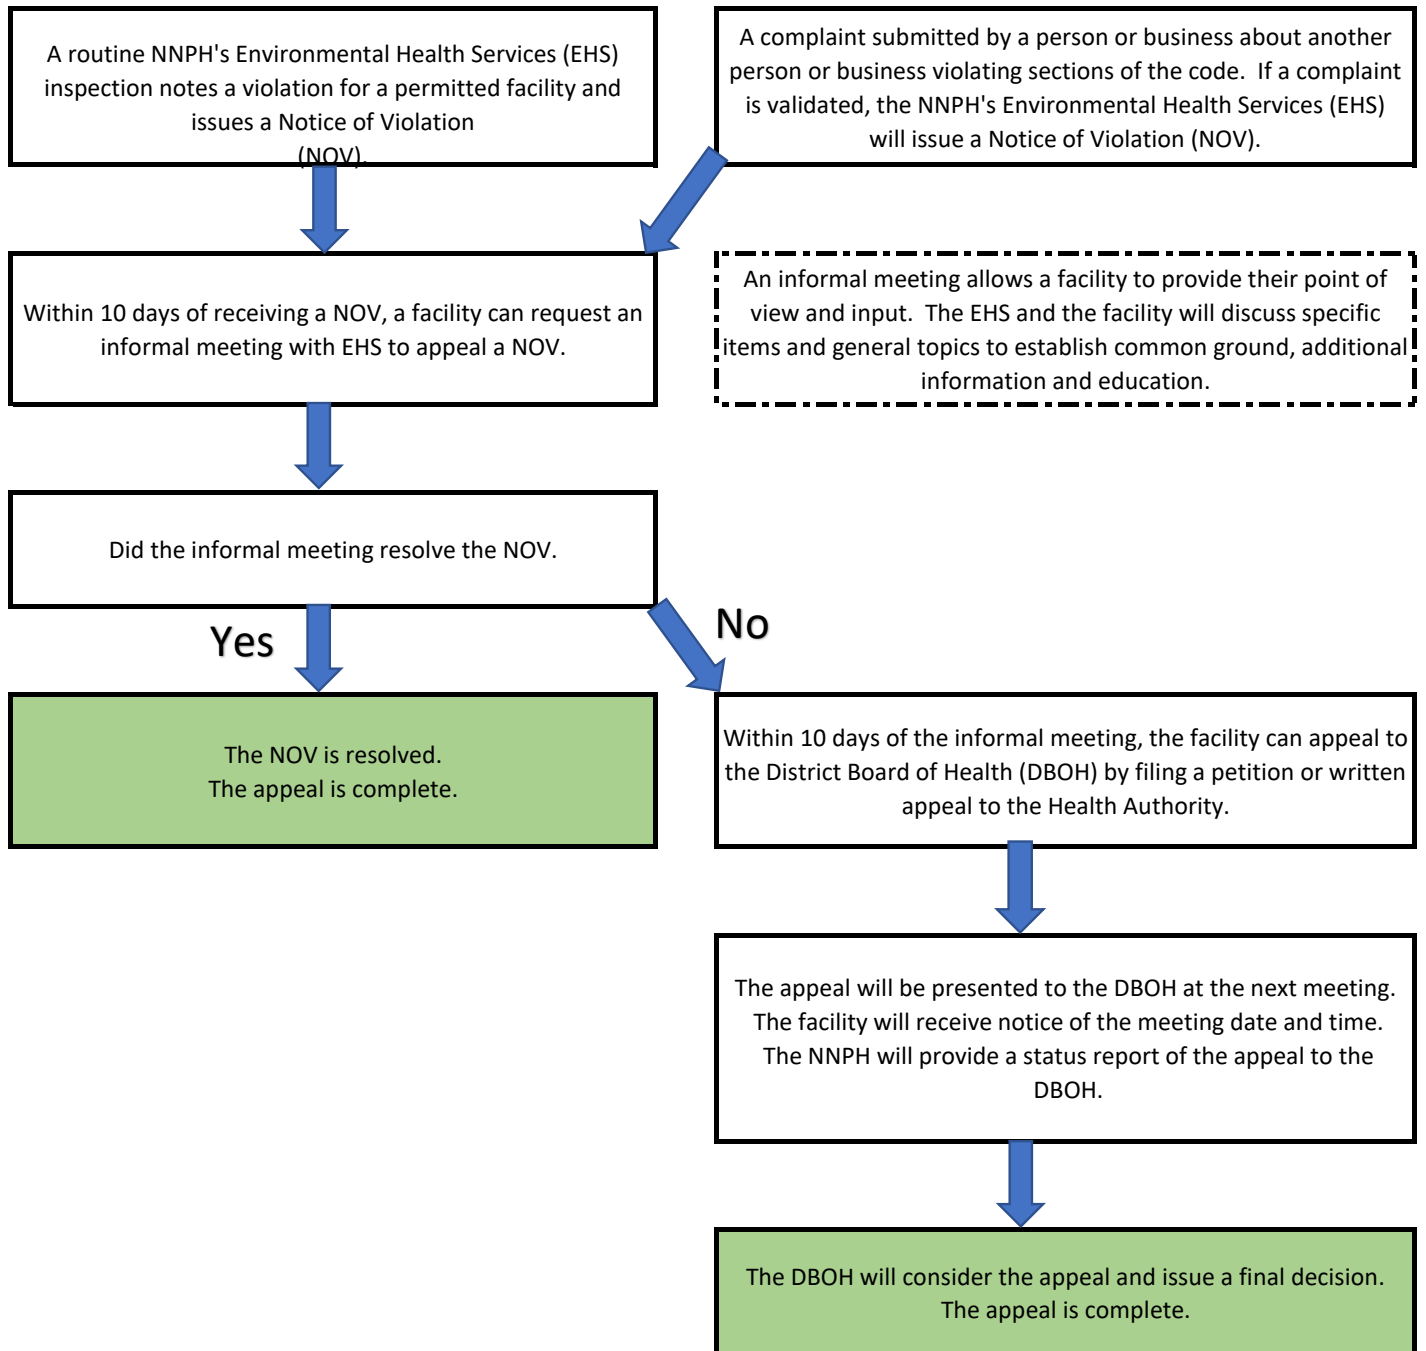 A routine NNPH's Environmental Health Services (EHS)
inspection notes a violation for a permitted facility and
issues a Notice of Violation
(NOV).
A complaint submitted by a person or business about another
person or business violating sections of the code.  If a complaint
is validated, the NNPH's Environmental Health Services (EHS)
will issue a Notice of Violation (NOV).
Within 10 days of receiving a NOV, a facility can request an
informal meeting with EHS to appeal a NOV.
An informal meeting allows a facility to provide their point of
view and input.  The EHS and the facility will discuss specific
items and general topics to establish common ground, additional
information and education.
Did the informal meeting resolve the NOV.
Yes
No
The NOV is resolved.
The appeal is complete.
Within 10 days of the informal meeting, the facility can appeal to
the District Board of Health (DBOH) by filing a petition or written
appeal to the Health Authority.
The appeal will be presented to the DBOH at the next meeting.
The facility will receive notice of the meeting date and time.
The NNPH will provide a status report of the appeal to the
DBOH.
The DBOH will consider the appeal and issue a final decision.
The appeal is complete.